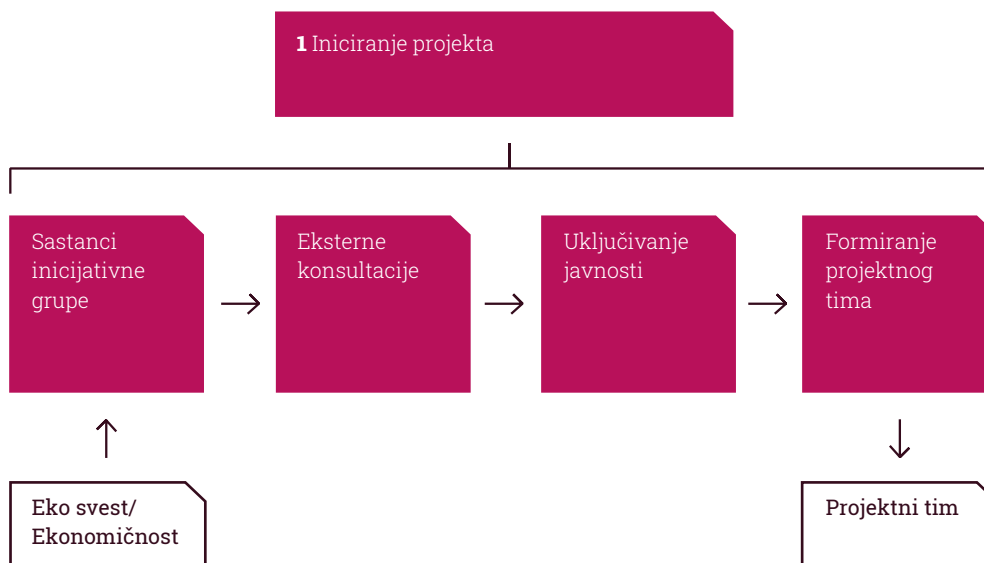 1 Iniciranje projekta
Sastanci
inicijativne
grupe
Eksterne
konsultacije
Uključivanje
javnosti
Formiranje
projektnog
tima
Eko svest/
Ekonomičnost
Projektni tim